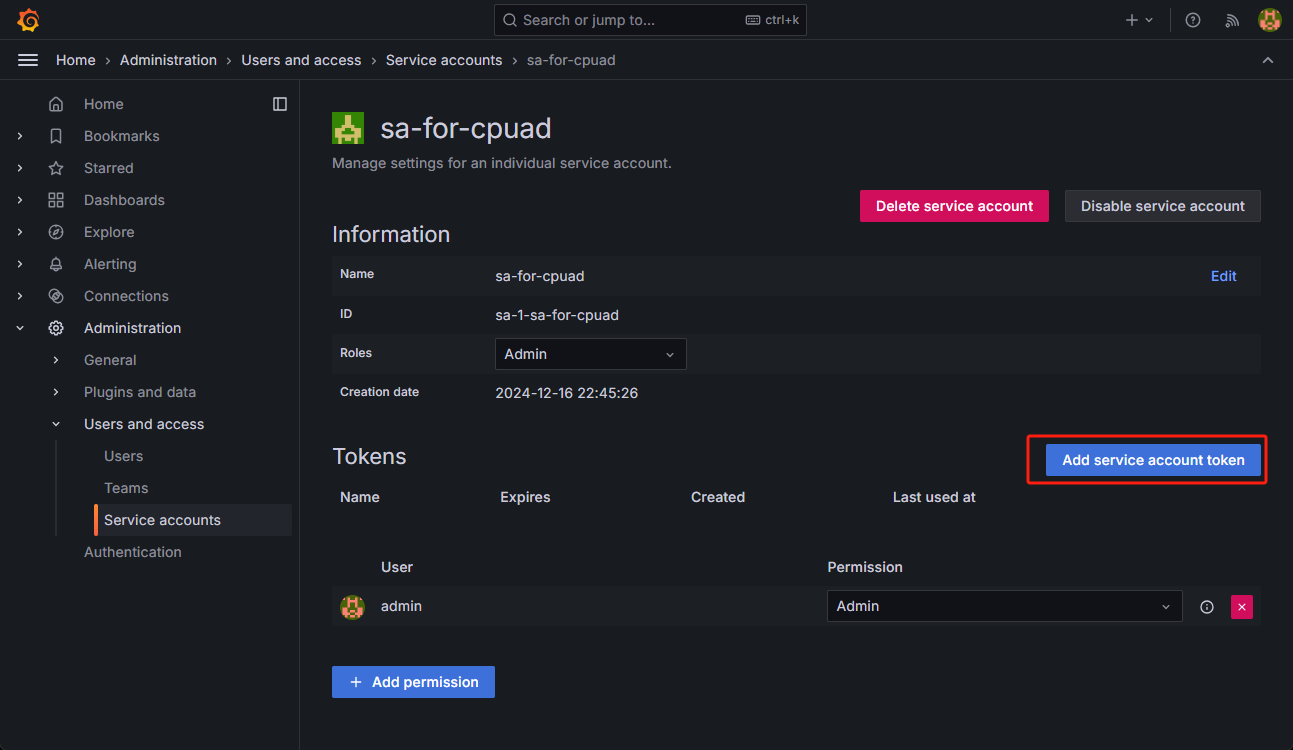 Search or jump to... ctrl+k
Home › Administration › Users and access › Service accounts › sa-for-cpuad
Home
Bookmarks
Starred
Dashboards
Explore
Alerting
Connections
Administration
General
Plugins and data
Users and access
Users
Teams
Service accounts
Authentication
sa-for-cpuad
Manage settings for an individual service account.
Delete service account Disable service account
Information
Name sa-for-cpuad Edit
ID sa-1-sa-for-cpuad
Roles Admin
Creation date 2024-12-16 22:45:26
Tokens Add service account token
Name Expires Created Last used at
User Permission
admin Admin
+ Add permission